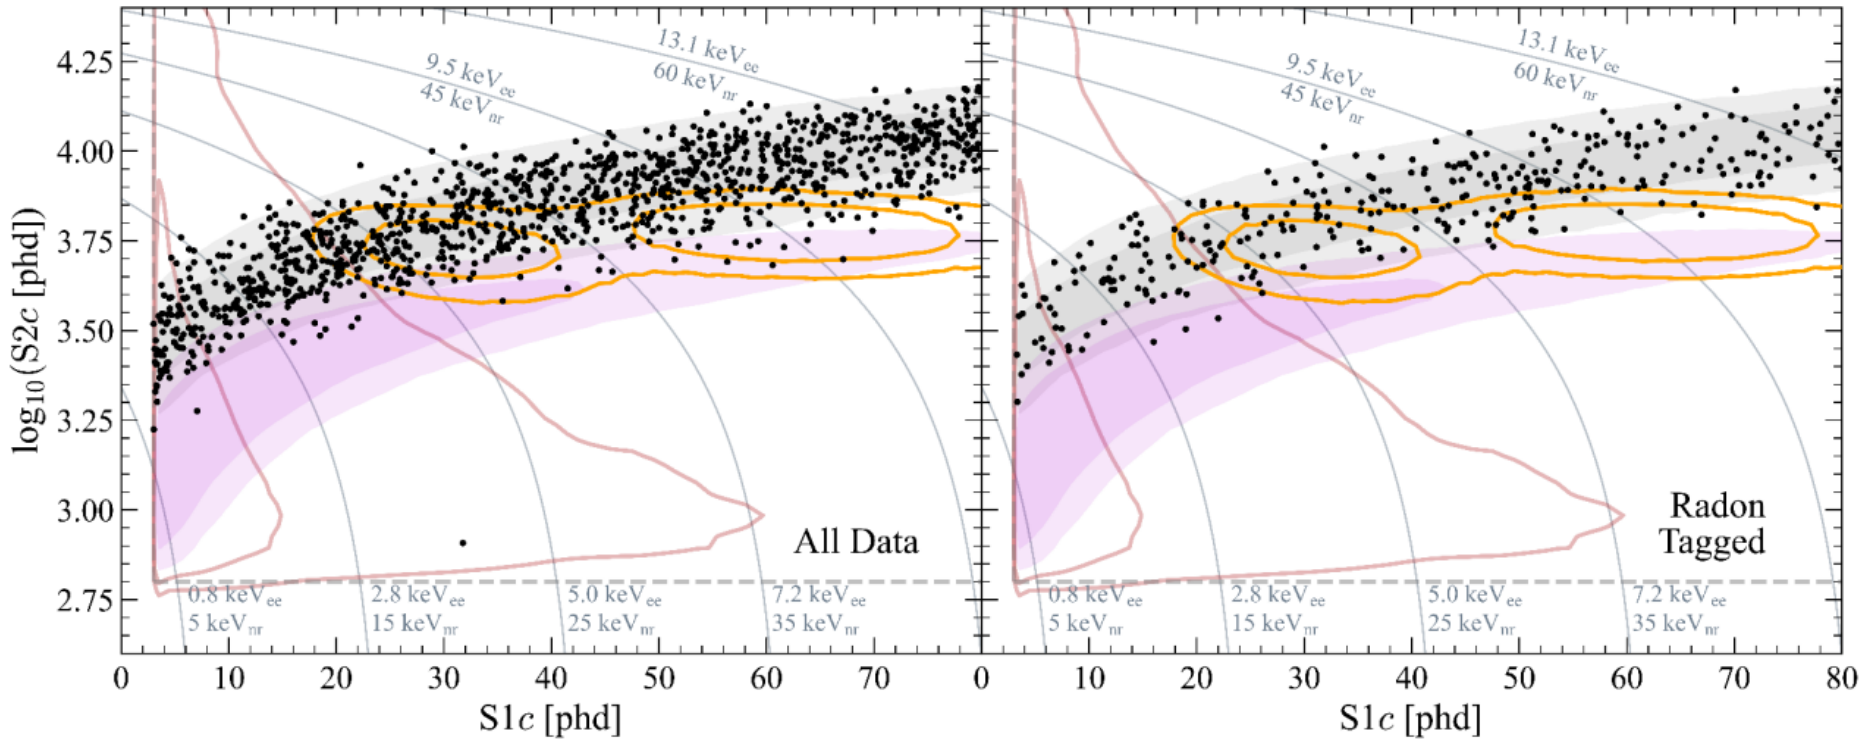 4.25
4.00
3.75
3.50
3.25
3.00
2.75
log₁₀(S2c [phd])
9.5 keVₑₑ
45 keVₙᵣ
13.1 keVₑₑ
60 keVₙᵣ
All Data
0.8 keVₑₑ
5 keVₙᵣ
2.8 keVₑₑ
15 keVₙᵣ
5.0 keVₑₑ
25 keVₙᵣ
7.2 keVₑₑ
35 keVₙᵣ
0 10 20 30 40 50 60 70
S1c [phd]
9.5 keVₑₑ
45 keVₙᵣ
13.1 keVₑₑ
60 keVₙᵣ
Radon
Tagged
0.8 keVₑₑ
5 keVₙᵣ
2.8 keVₑₑ
15 keVₙᵣ
5.0 keVₑₑ
25 keVₙᵣ
7.2 keVₑₑ
35 keVₙᵣ
0 10 20 30 40 50 60 70 80
S1c [phd]